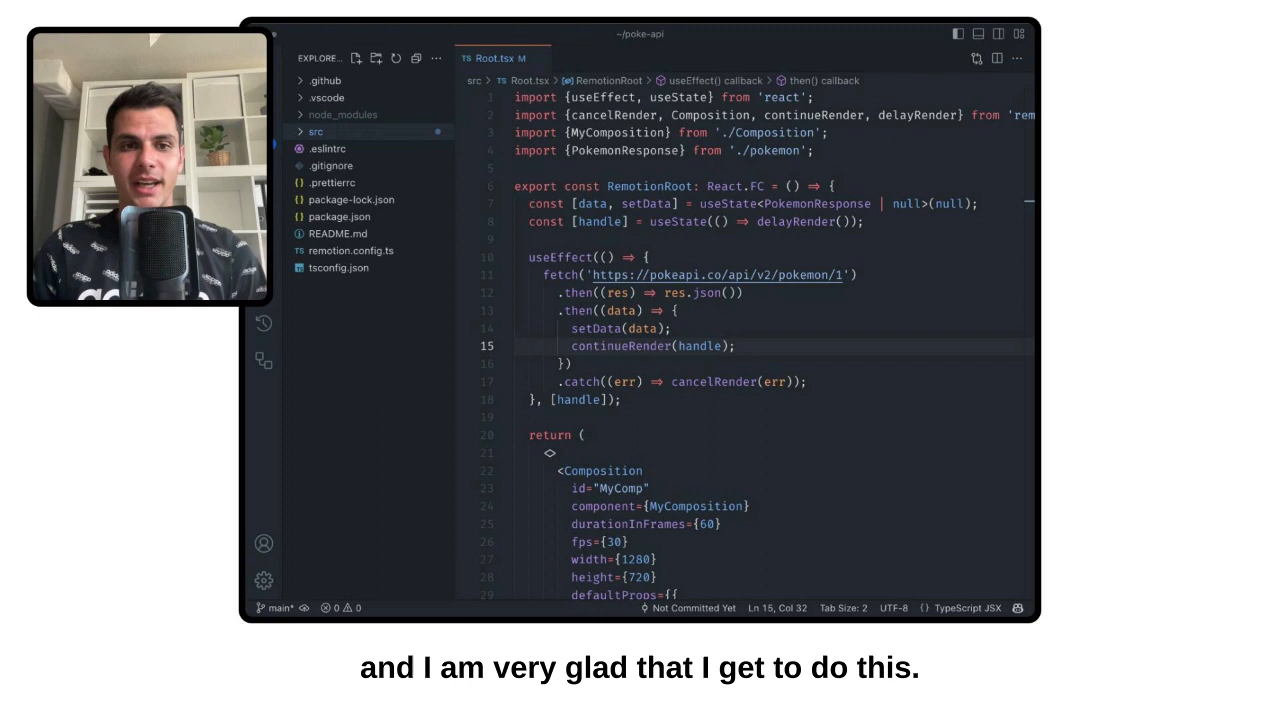 ~/poke-api
EXPLORE...
TS Root.tsx M
src > TS Root.tsx > RemotionRoot > useEffect() callback > then() callback
.github
.vscode
node_modules
src
.eslintrc
.gitignore
{} .prettierrc
{} package-lock.json
{} package.json
README.md
TS remotion.config.ts
tsconfig.json
1 import {useEffect, useState} from 'react';
2 import {cancelRender, Composition, continueRender, delayRender} from 'rem
3 import {MyComposition} from './Composition';
4 import {PokemonResponse} from './pokemon';
5
6 export const RemotionRoot: React.FC = () ⇒ {
7 const [data, setData] = useState<PokemonResponse | null>(null);
8 const [handle] = useState(() ⇒ delayRender());
9
10 useEffect(() ⇒ {
11 fetch('https://pokeapi.co/api/v2/pokemon/1')
12 .then((res) ⇒ res.json())
13 .then((data) ⇒ {
14 setData(data);
15 continueRender(handle);
16 })
17 .catch((err) ⇒ cancelRender(err));
18 }, [handle]);
19
20 return (
21 <>
22 <Composition
23 id="MyComp"
24 component={MyComposition}
25 durationInFrames={60}
26 fps={30}
27 width={1280}
28 height={720}
29 defaultProps={{
main* 0 0 Not Committed Yet Ln 15, Col 32 Tab Size: 2 UTF-8 {} TypeScript JSX
and I am very glad that I get to do this.